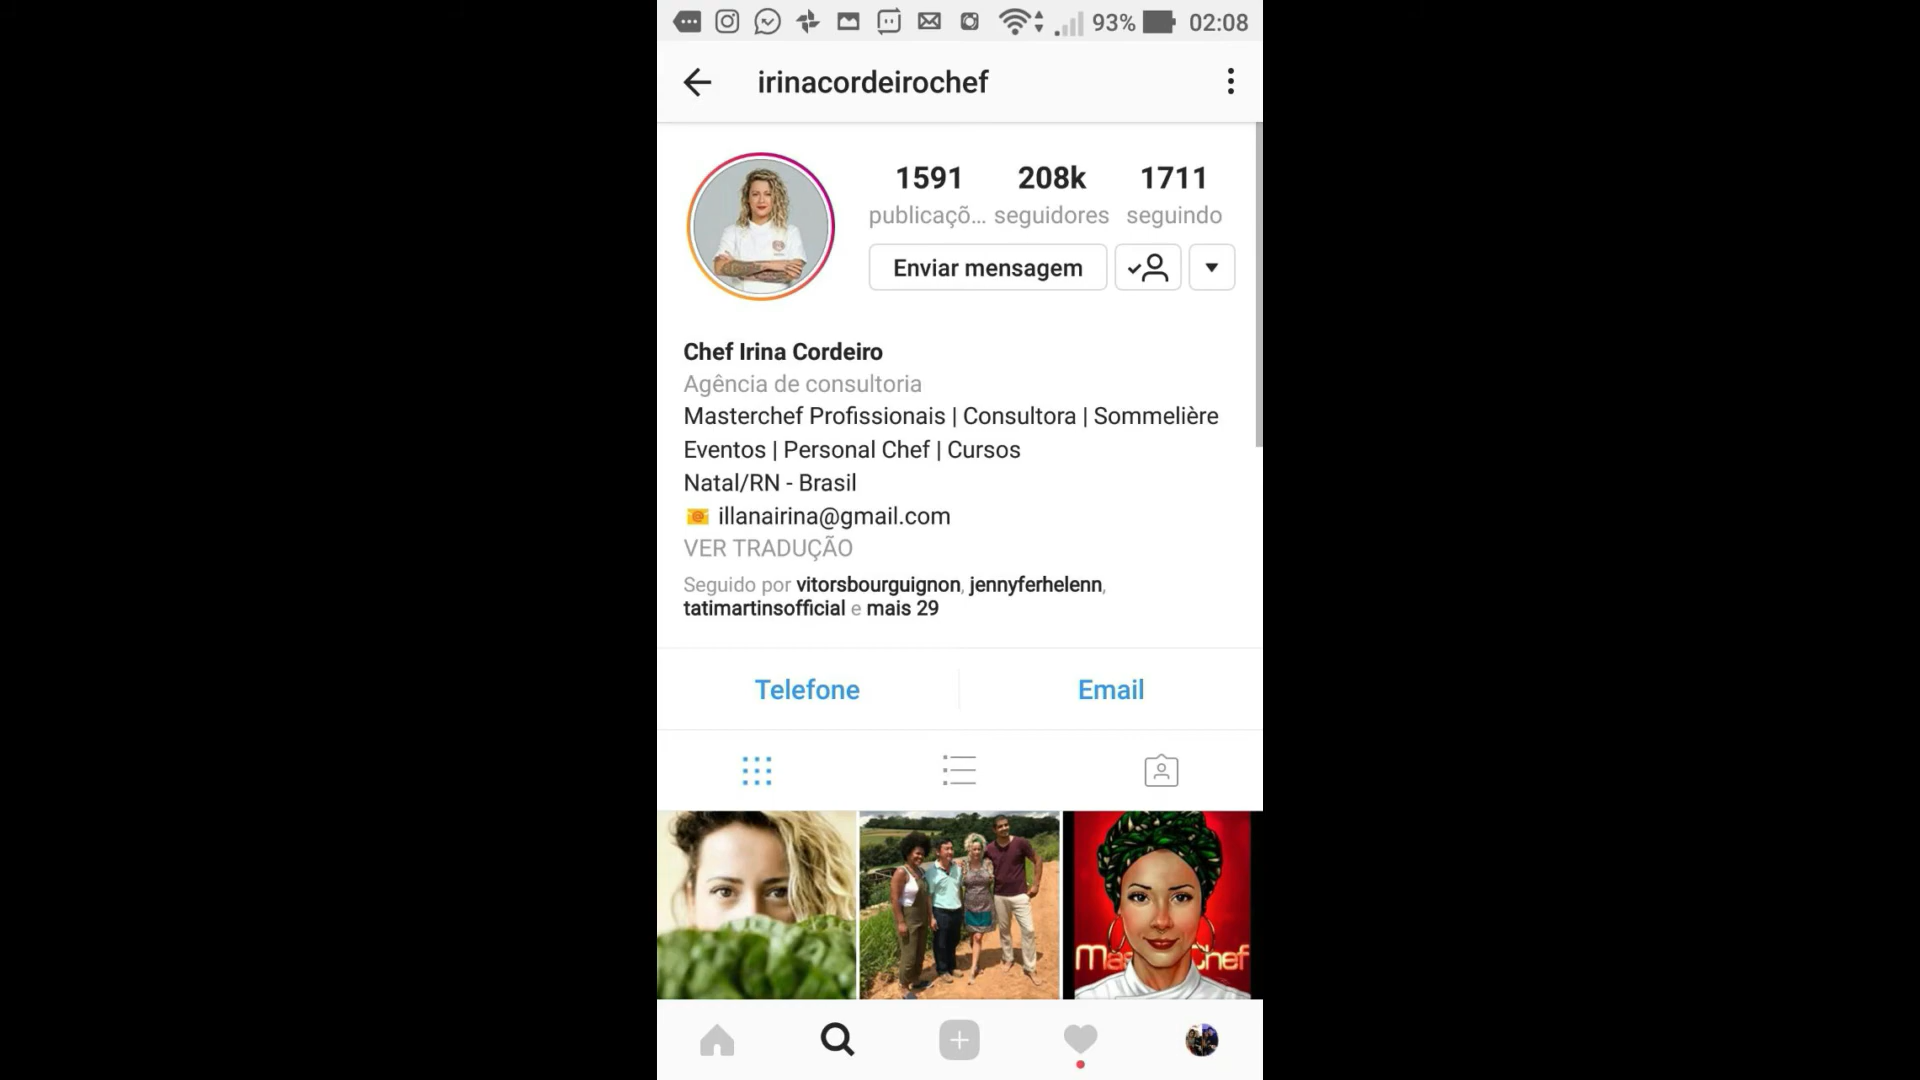 93% 02:08
irinacordeirochef
1591 208k 1711
publicaçõ... seguidores seguindo
Enviar mensagem
Chef Irina Cordeiro
Agência de consultoria
Masterchef Profissionais | Consultora | Sommelière
Eventos | Personal Chef | Cursos
Natal/RN - Brasil
illanairina@gmail.com
VER TRADUÇÃO
Seguido por vitorsbourguignon, jennyferhelenn,
tatimartinsofficial e mais 29
Telefone Email